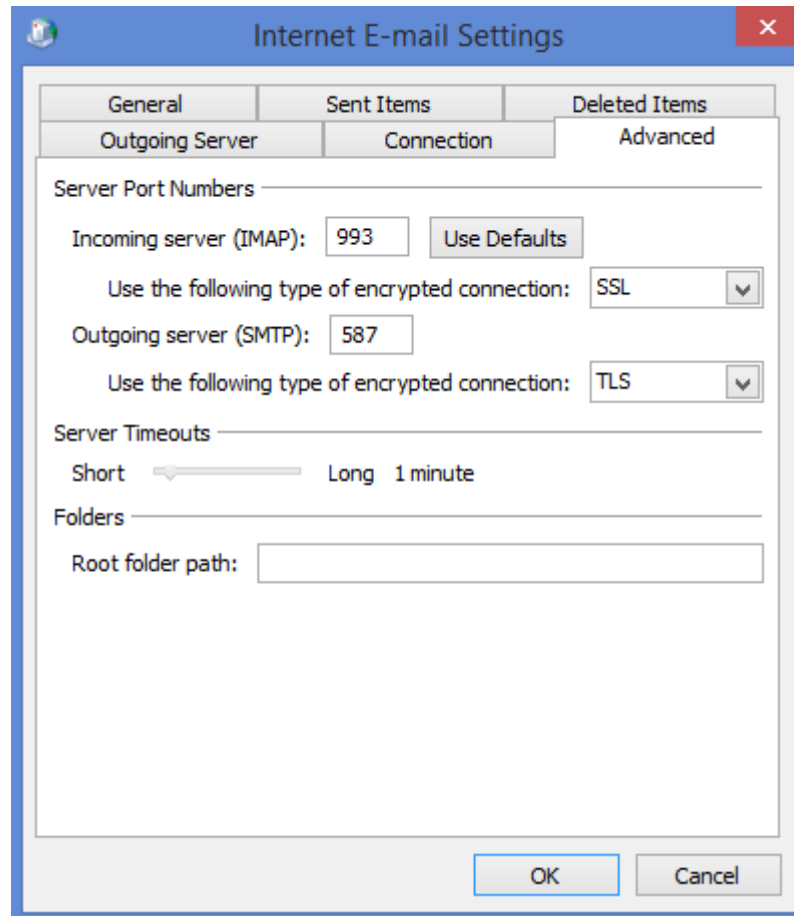 Internet E-mail Settings
General Sent Items Deleted Items
Outgoing Server Connection Advanced
Server Port Numbers
Incoming server (IMAP): 993 Use Defaults
Use the following type of encrypted connection: SSL
Outgoing server (SMTP): 587
Use the following type of encrypted connection: TLS
Server Timeouts
Short Long 1 minute
Folders
Root folder path:
OK Cancel